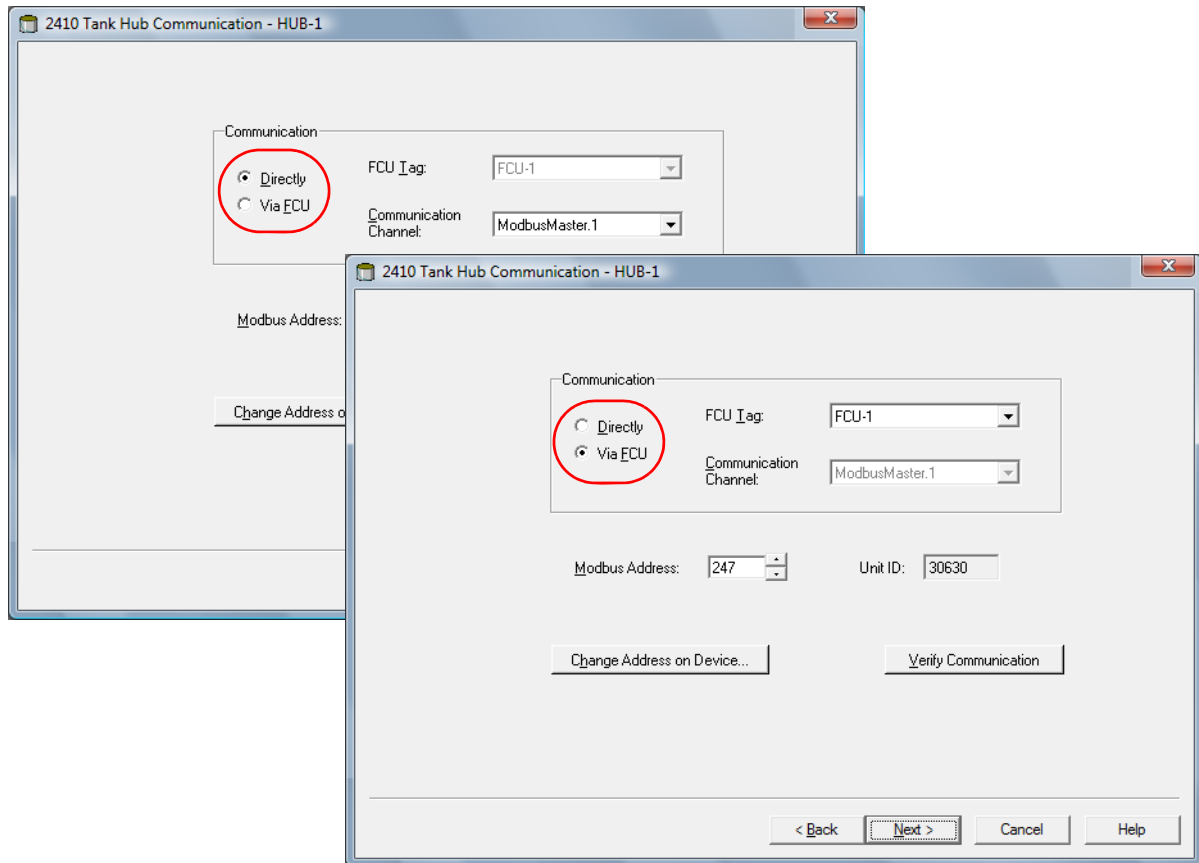 2410 Tank Hub Communication - HUB-1
Communication
Directly
Via FCU
FCU Tag:
FCU-1
Communication
Channel:
ModbusMaster.1
Modbus Address:
Change Address o
2410 Tank Hub Communication - HUB-1
Communication
Directly
Via FCU
FCU Tag:
FCU-1
Communication
Channel:
ModbusMaster.1
Modbus Address:
247
Unit ID:
30630
Change Address on Device...
Verify Communication
< Back
Next >
Cancel
Help